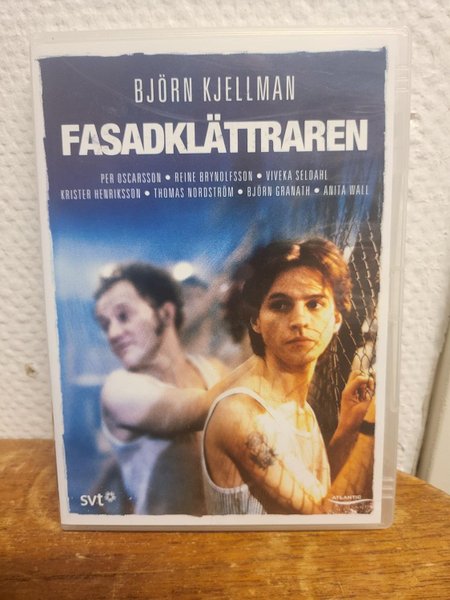 BJÖRN KJELLMAN
FASADKLÄTTRAREN
PER OSCARSSON • REINE BRYNOLFSSON • VIVEKA SELDAHL
KRISTER HENRIKSSON • THOMAS NORDSTRÖM • BJÖRN GRANATH • ANITA WALL
svt
ATLANTIC